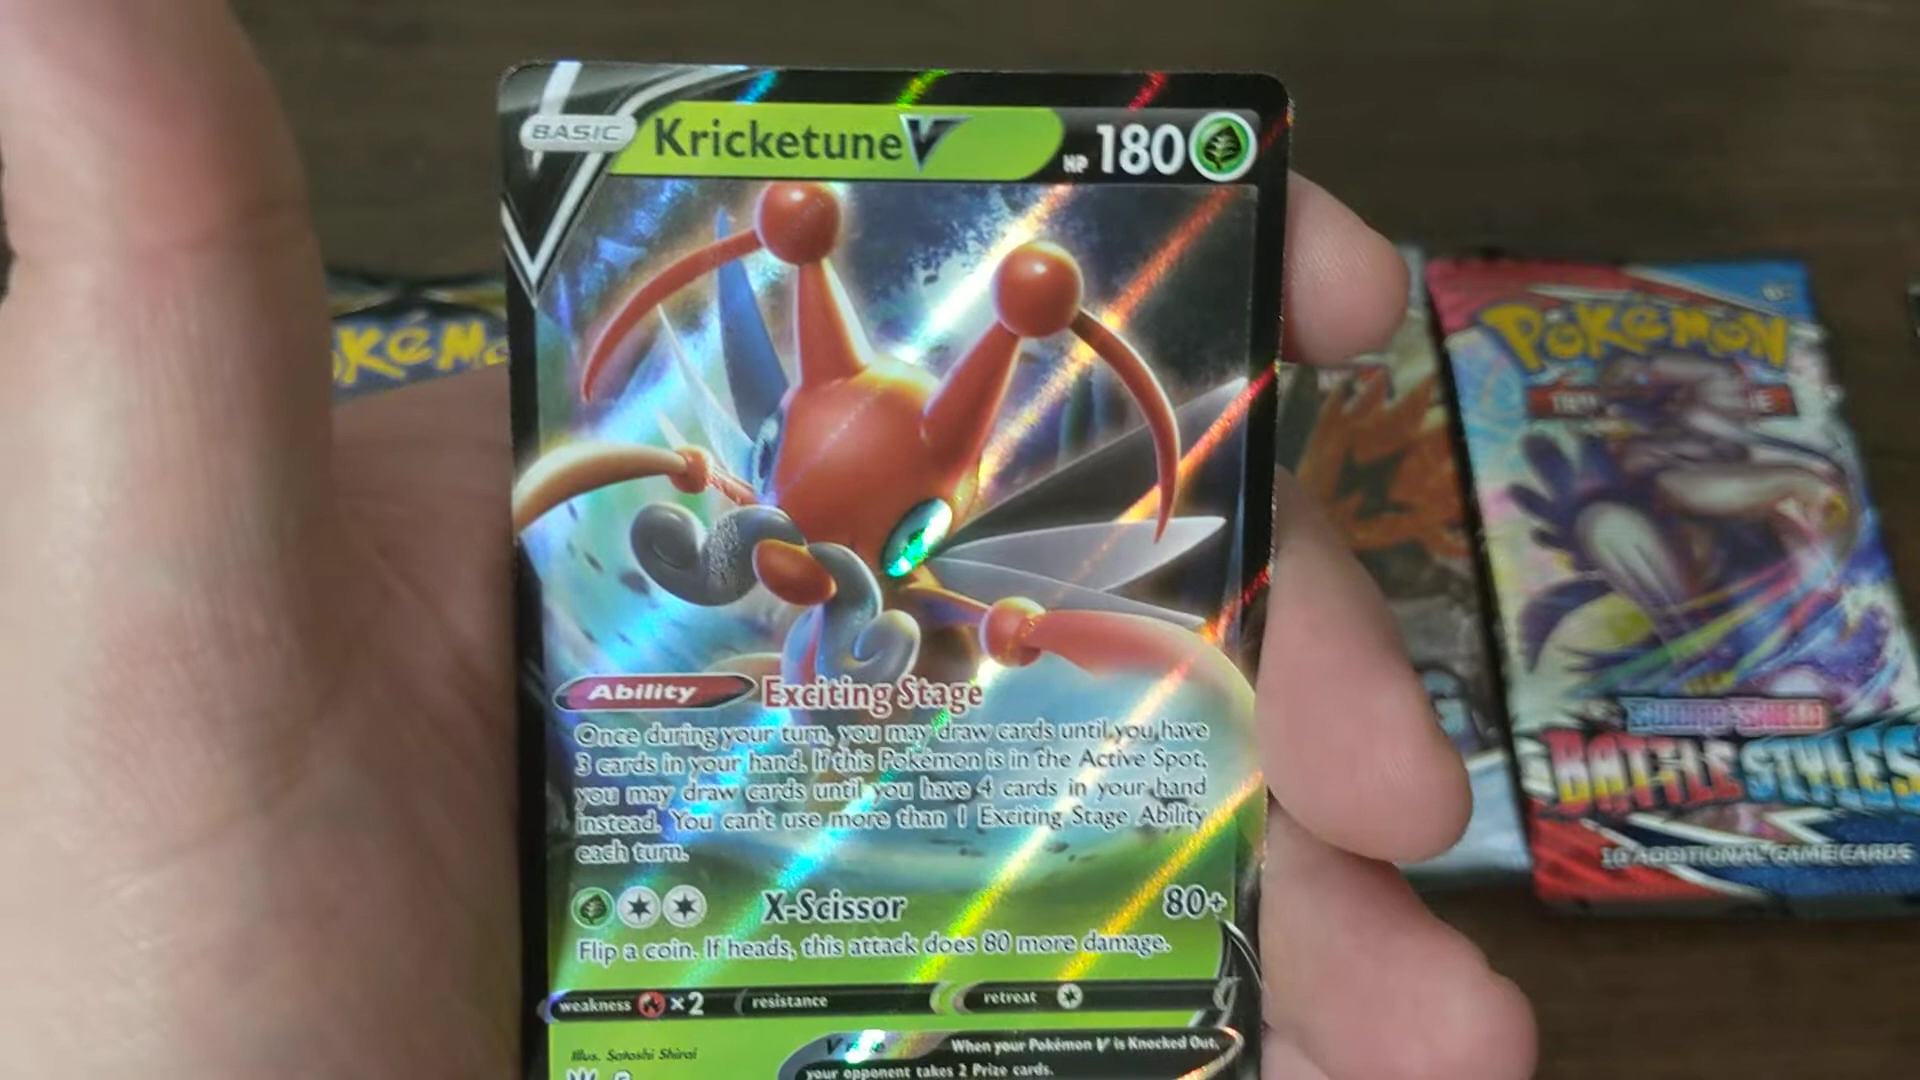 BASIC
Kricketune V
HP 180
Ability Exciting Stage
Once during your turn, you may draw cards until you have
3 cards in your hand. If this Pokémon is in the Active Spot,
you may draw cards until you have 4 cards in your hand
instead. You can't use more than 1 Exciting Stage Ability
each turn.
X-Scissor 80+
Flip a coin. If heads, this attack does 80 more damage.
weakness ×2 resistance retreat
Illus. Satoshi Shirai
When your Pokémon V is Knocked Out,
your opponent takes 2 Prize cards.
POKÉMON
SWORD & SHIELD
BATTLE STYLES
10 ADDITIONAL GAME CARDS